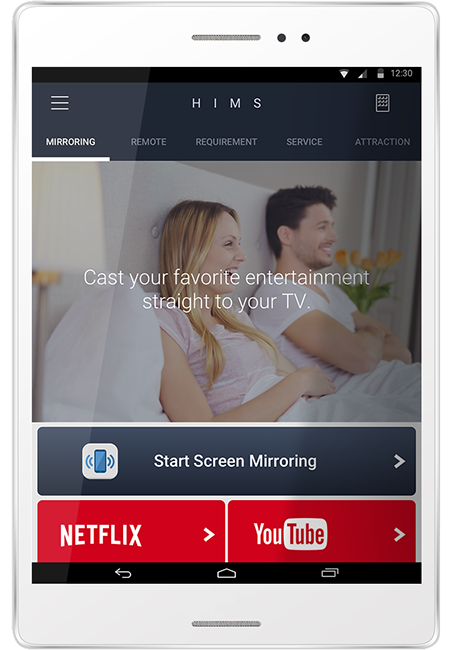 12:30
HIMS
MIRRORING REMOTE REQUIREMENT SERVICE ATTRACTION
Cast your favorite entertainment
straight to your TV.
Start Screen Mirroring
NETFLIX YouTube